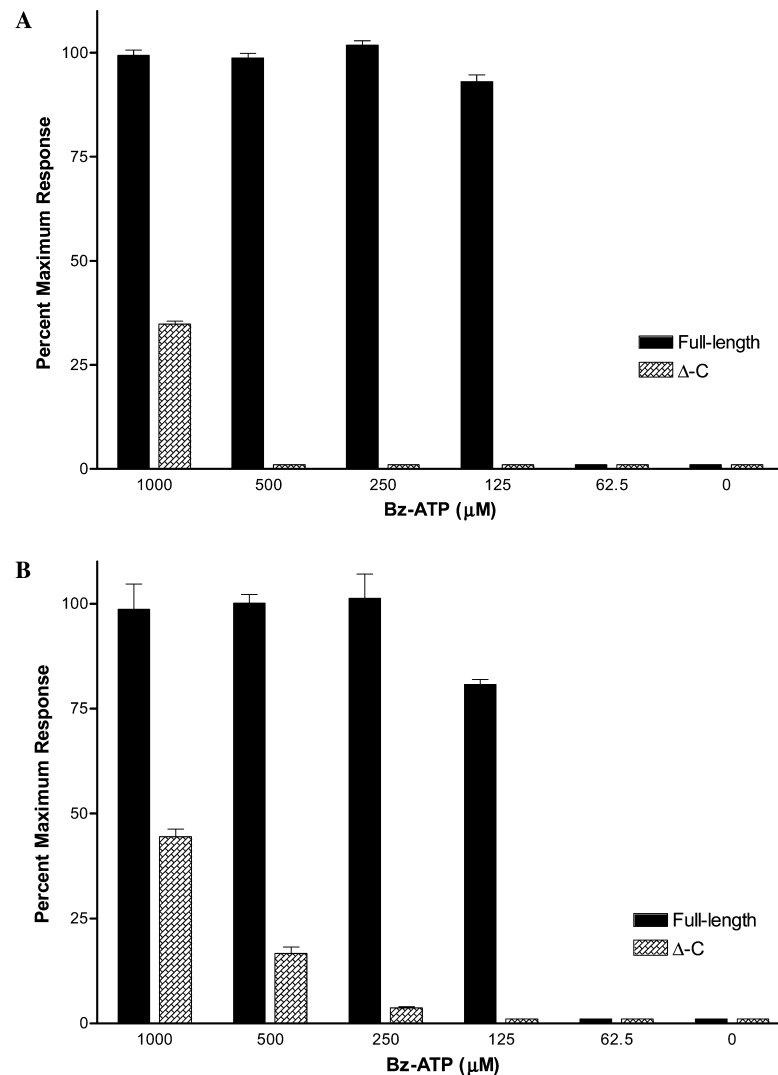 A
Percent Maximum Response
100
75
50
25
0
Full-length
Δ-C
1000 500 250 125 62.5 0
Bz-ATP (μM)
B
Percent Maximum Response
100
75
50
25
0
Full-length
Δ-C
1000 500 250 125 62.5 0
Bz-ATP (μM)